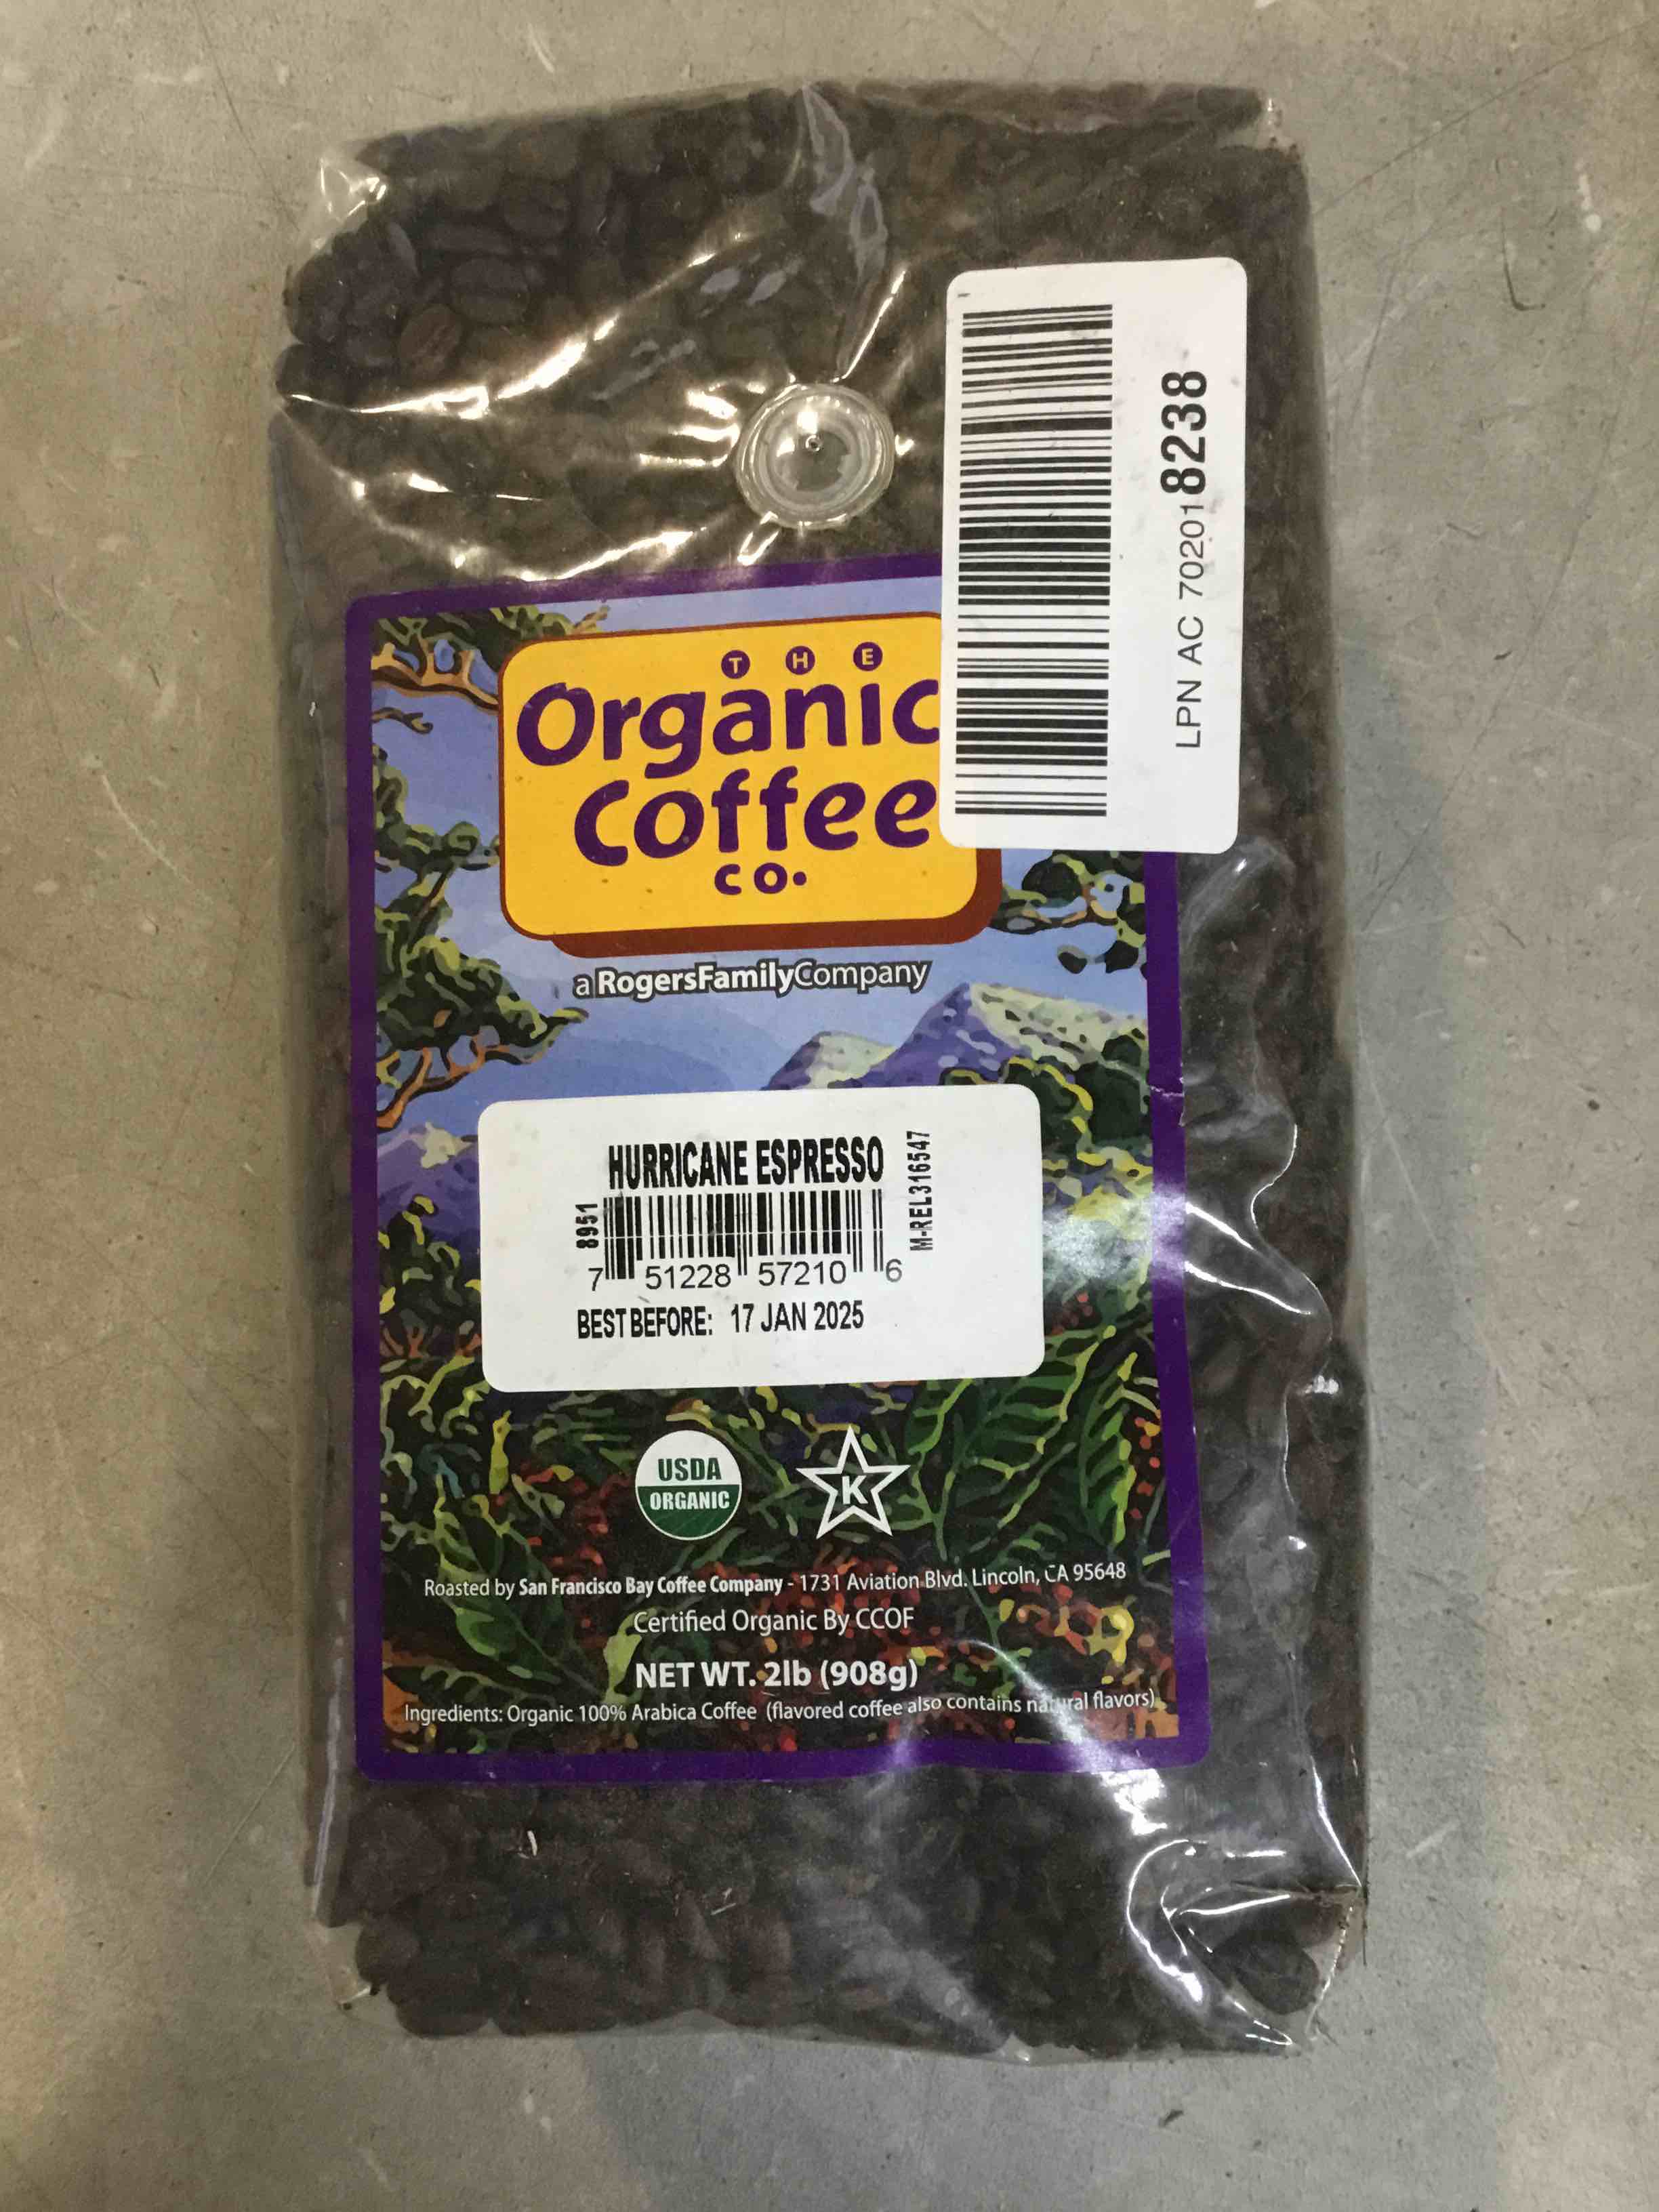 LPN AC 702018238
THE
Organic
Coffee
CO.
a RogersFamilyCompany
HURRICANE ESPRESSO
8951
M-REL316547
7 51228 57210 6
BEST BEFORE: 17 JAN 2025
USDA
ORGANIC
K
Roasted by San Francisco Bay Coffee Company - 1731 Aviation Blvd. Lincoln, CA 95648
Certified Organic By CCOF
NET WT. 2lb (908g)
Ingredients: Organic 100% Arabica Coffee (flavored coffee also contains natural flavors)